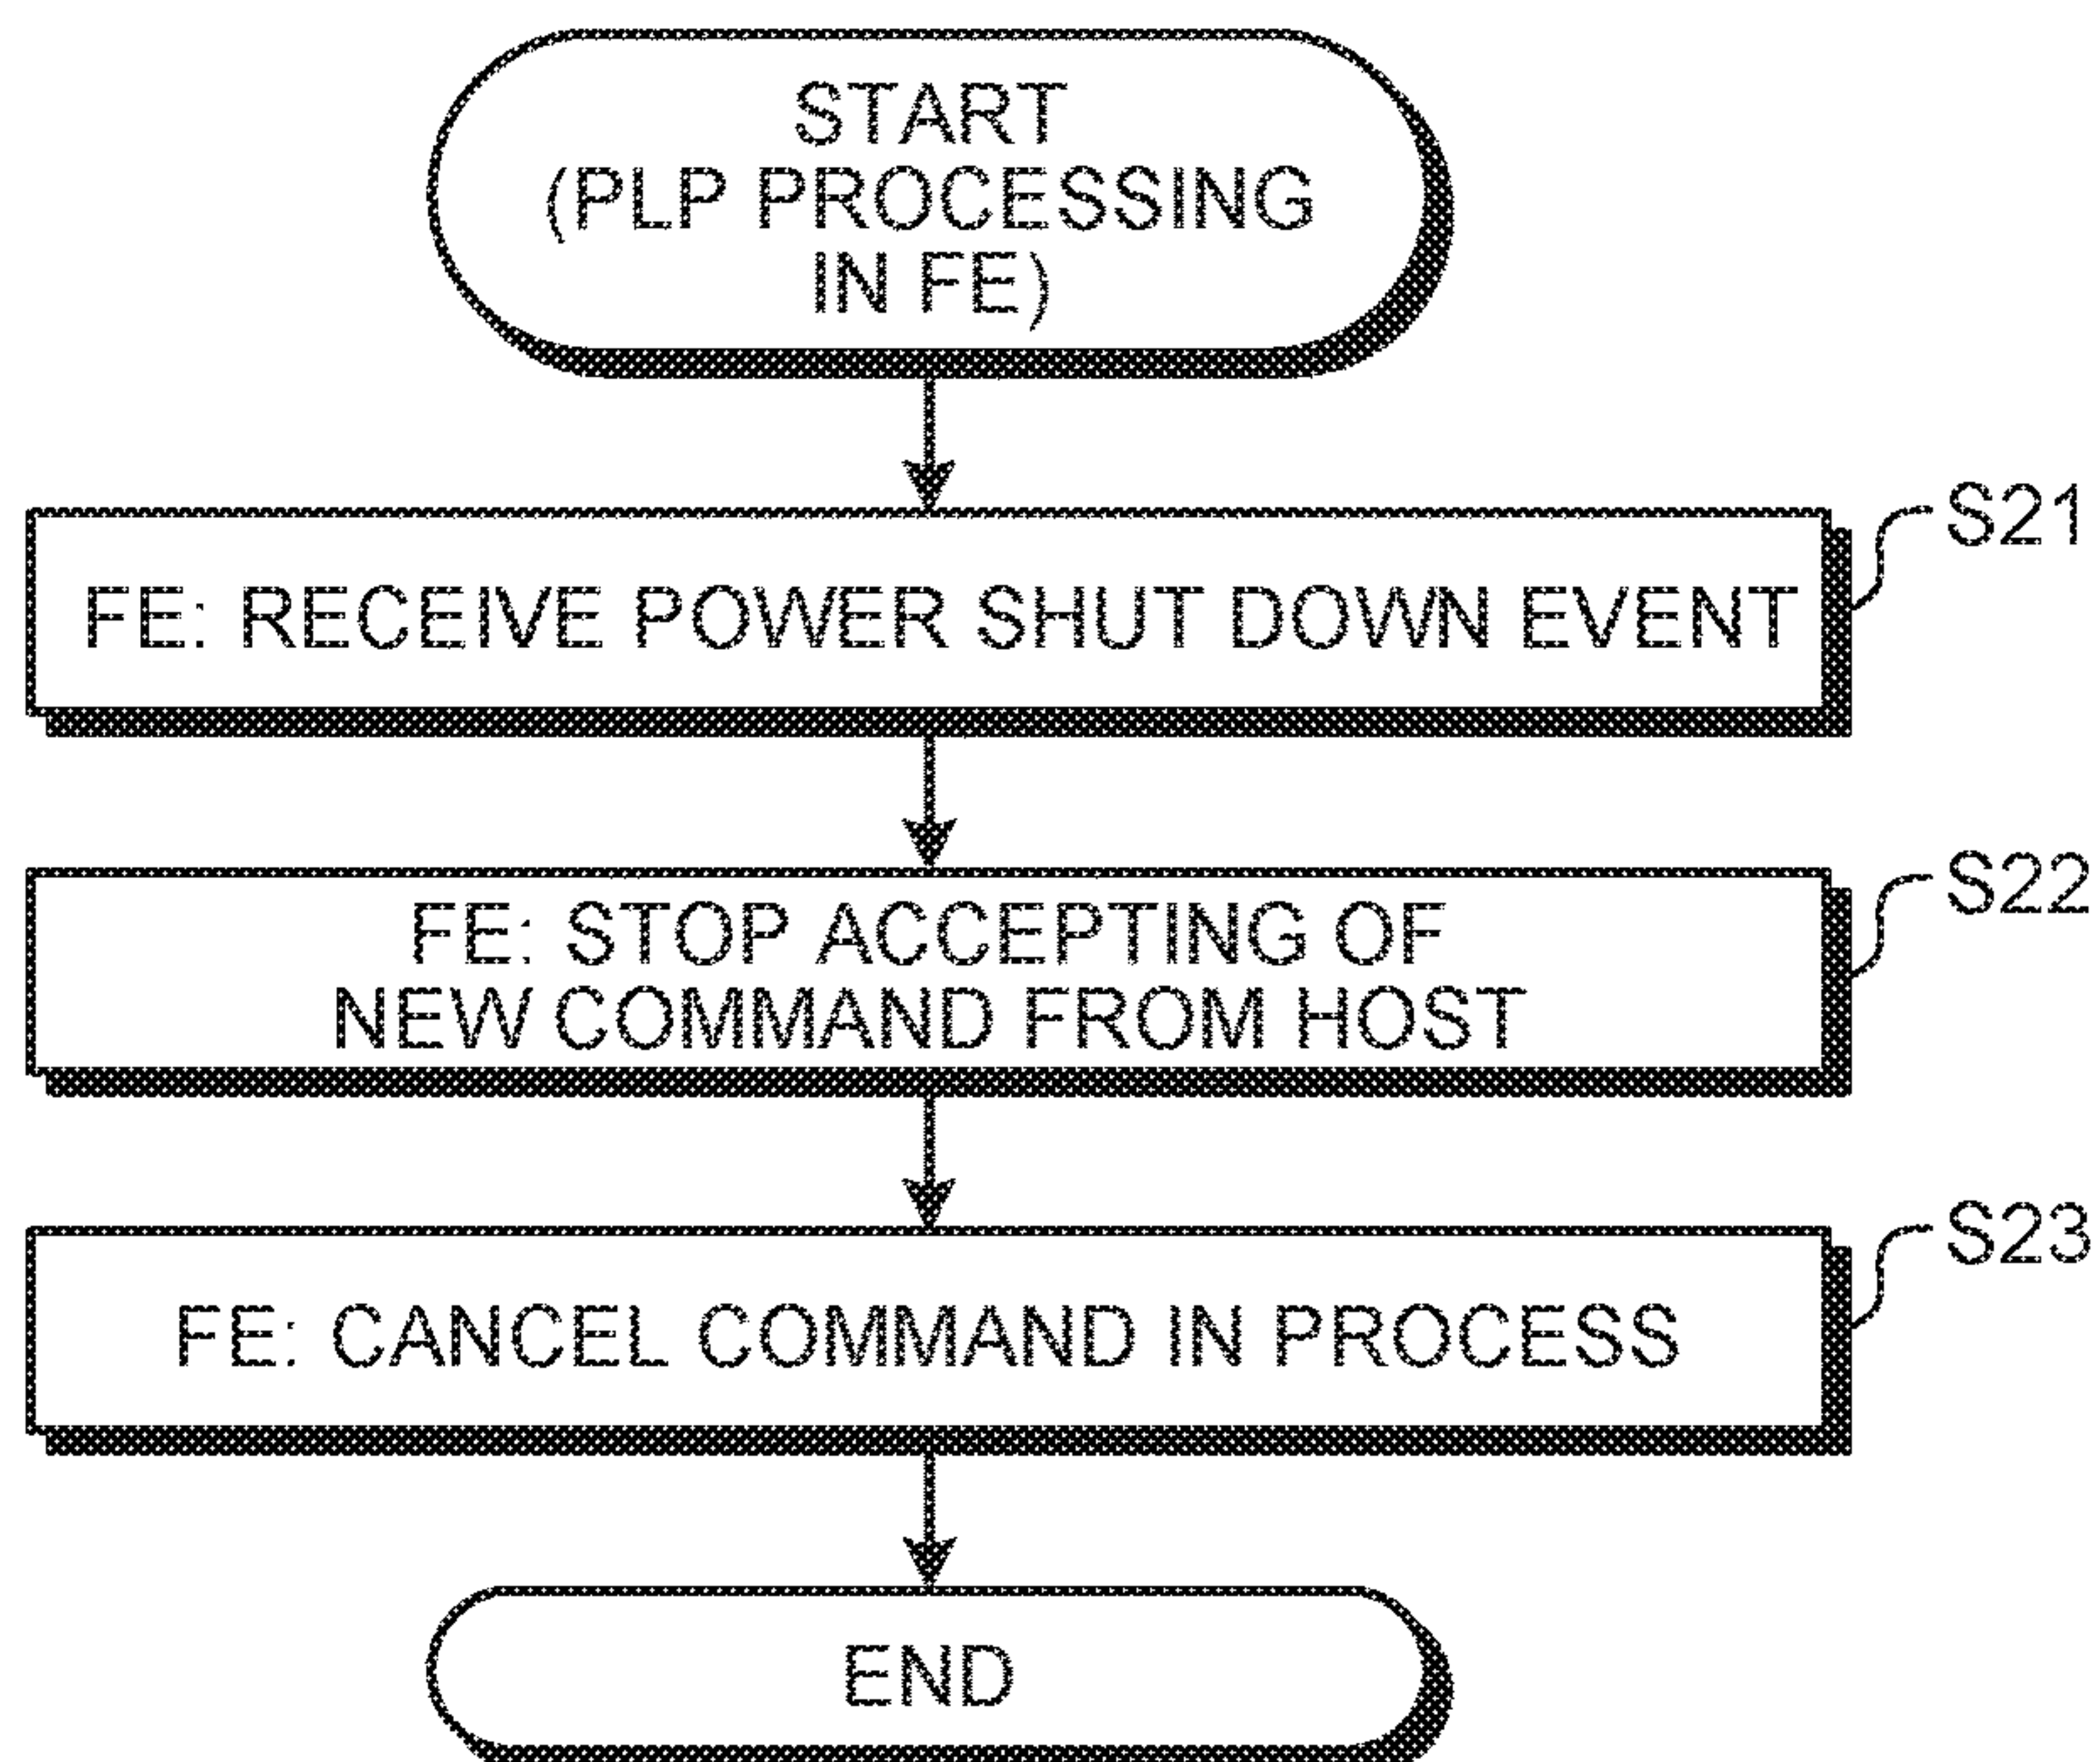 START
(PLP PROCESSING
IN FE)
S21
FE: RECEIVE POWER SHUT DOWN EVENT
S22
FE: STOP ACCEPTING OF
NEW COMMAND FROM HOST
S23
FE: CANCEL COMMAND IN PROCESS
END